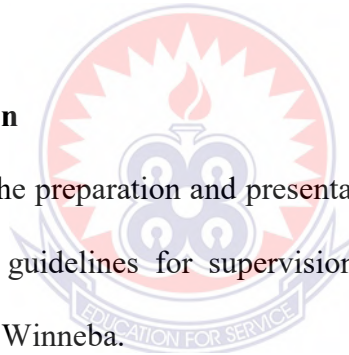 n
he preparation and presenta
guidelines for supervision
Winneba.
EDUCATION FOR SERVICE